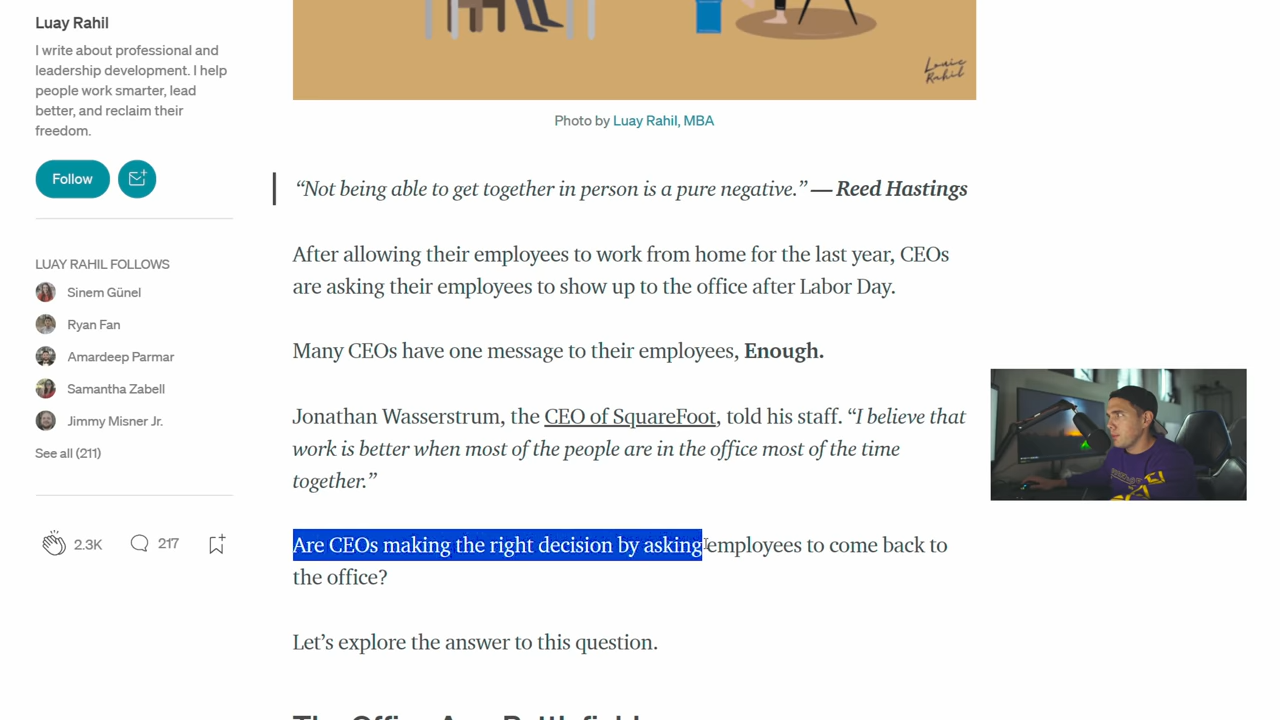 Luay Rahil
I write about professional and
leadership development. I help
people work smarter, lead
better, and reclaim their
freedom.
Follow
LUAY RAHIL FOLLOWS
Sinem Günel
Ryan Fan
Amardeep Parmar
Samantha Zabell
Jimmy Misner Jr.
See all (211)
2.3K
217
Photo by Luay Rahil, MBA
“Not being able to get together in person is a pure negative.” — Reed Hastings
After allowing their employees to work from home for the last year, CEOs
are asking their employees to show up to the office after Labor Day.
Many CEOs have one message to their employees, Enough.
Jonathan Wasserstrum, the CEO of SquareFoot, told his staff. “I believe that
work is better when most of the people are in the office most of the time
together.”
Are CEOs making the right decision by asking employees to come back to
the office?
Let’s explore the answer to this question.